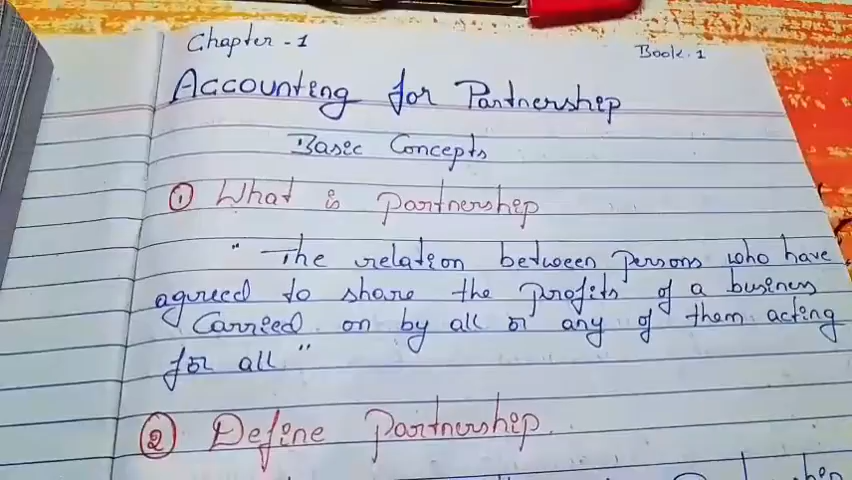 Chapter - 1
Book. 1
Accounting for Partnership
Basic Concepts
① What is partnership
" The relation between persons who have
agreed to share the profits of a business
Carried on by all or any of them acting
for all "
② Define Partnership.